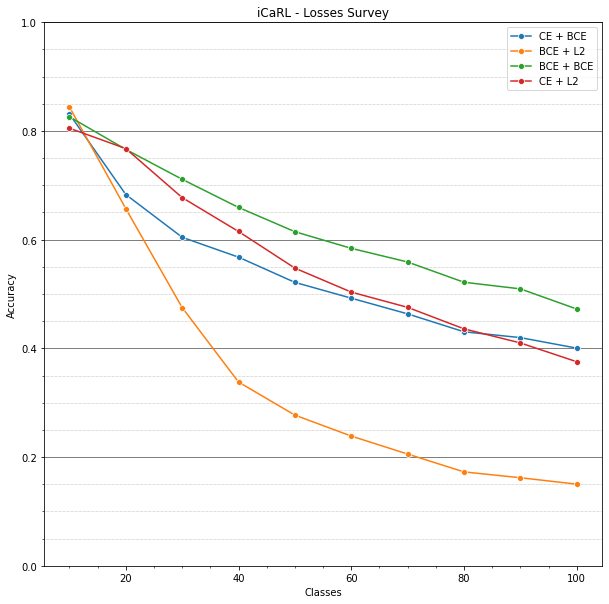 iCaRL - Losses Survey
1.0
0.8
0.6
0.4
0.2
0.0
Accuracy
CE + BCE
BCE + L2
BCE + BCE
CE + L2
20
40
60
80
100
Classes